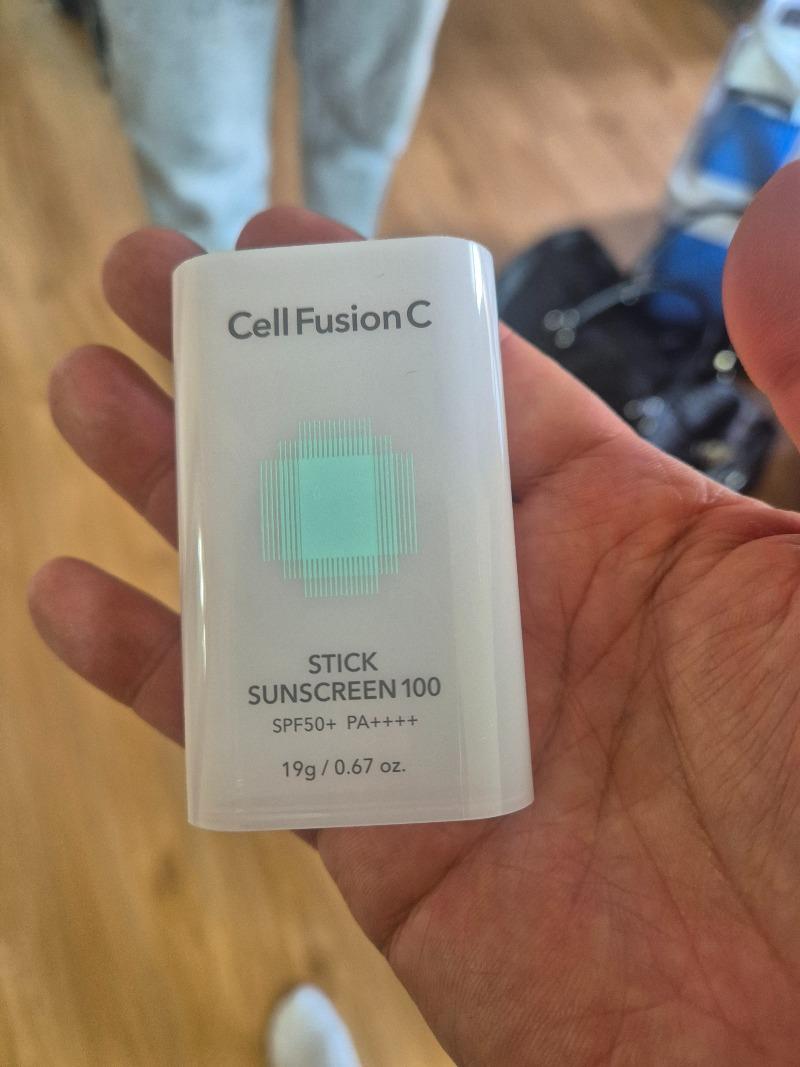 Cell Fusion C
STICK
SUNSCREEN 100
SPF50+ PA++++
19g / 0.67 oz.